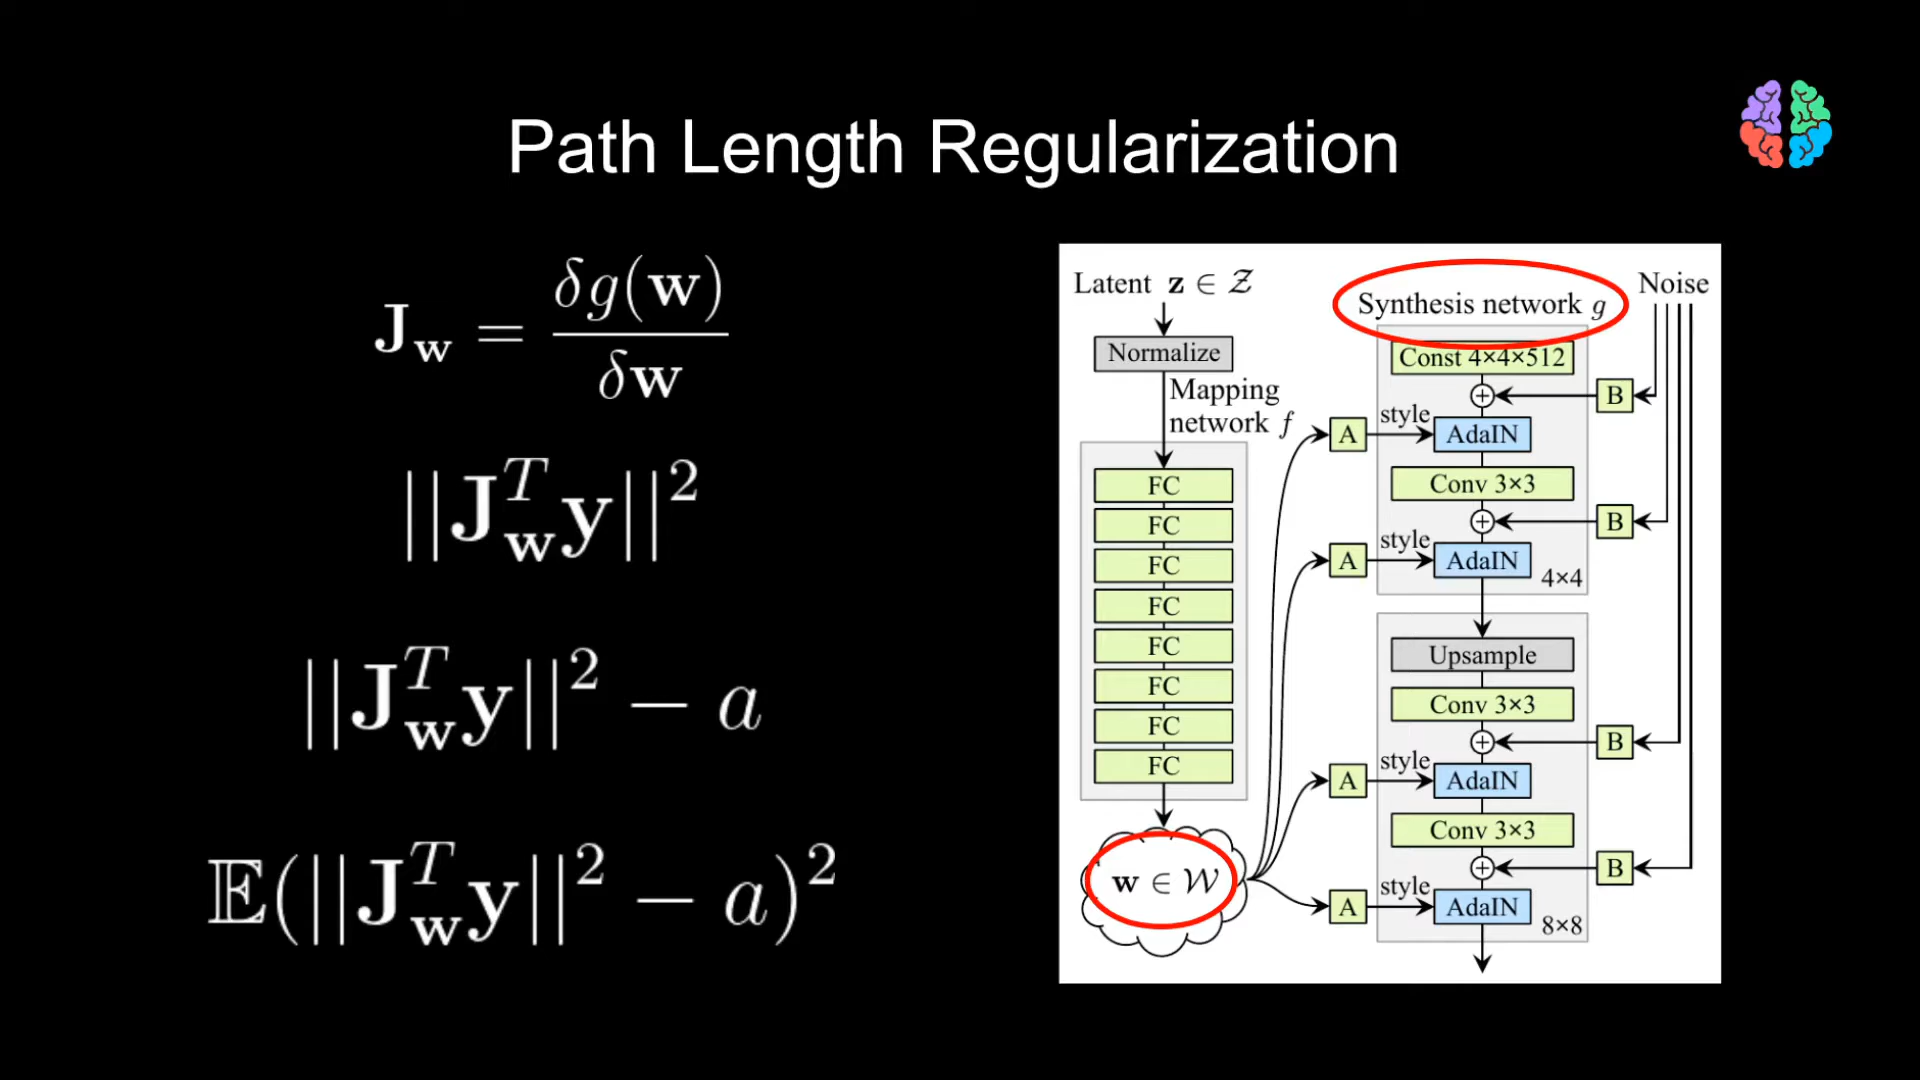 Path Length Regularization
J_w = δg(w) / δw
||J_w^T y||^2
||J_w^T y||^2 − a
𝔼(||J_w^T y||^2 − a)^2
Latent z ∈ 𝒵
Normalize
Mapping
network f
FC
FC
FC
FC
FC
FC
FC
FC
w ∈ 𝒲
Synthesis network g
Noise
Const 4×4×512
B
A
style
AdaIN
Conv 3×3
B
A
style
AdaIN
4×4
Upsample
Conv 3×3
B
A
style
AdaIN
Conv 3×3
B
A
style
AdaIN
8×8